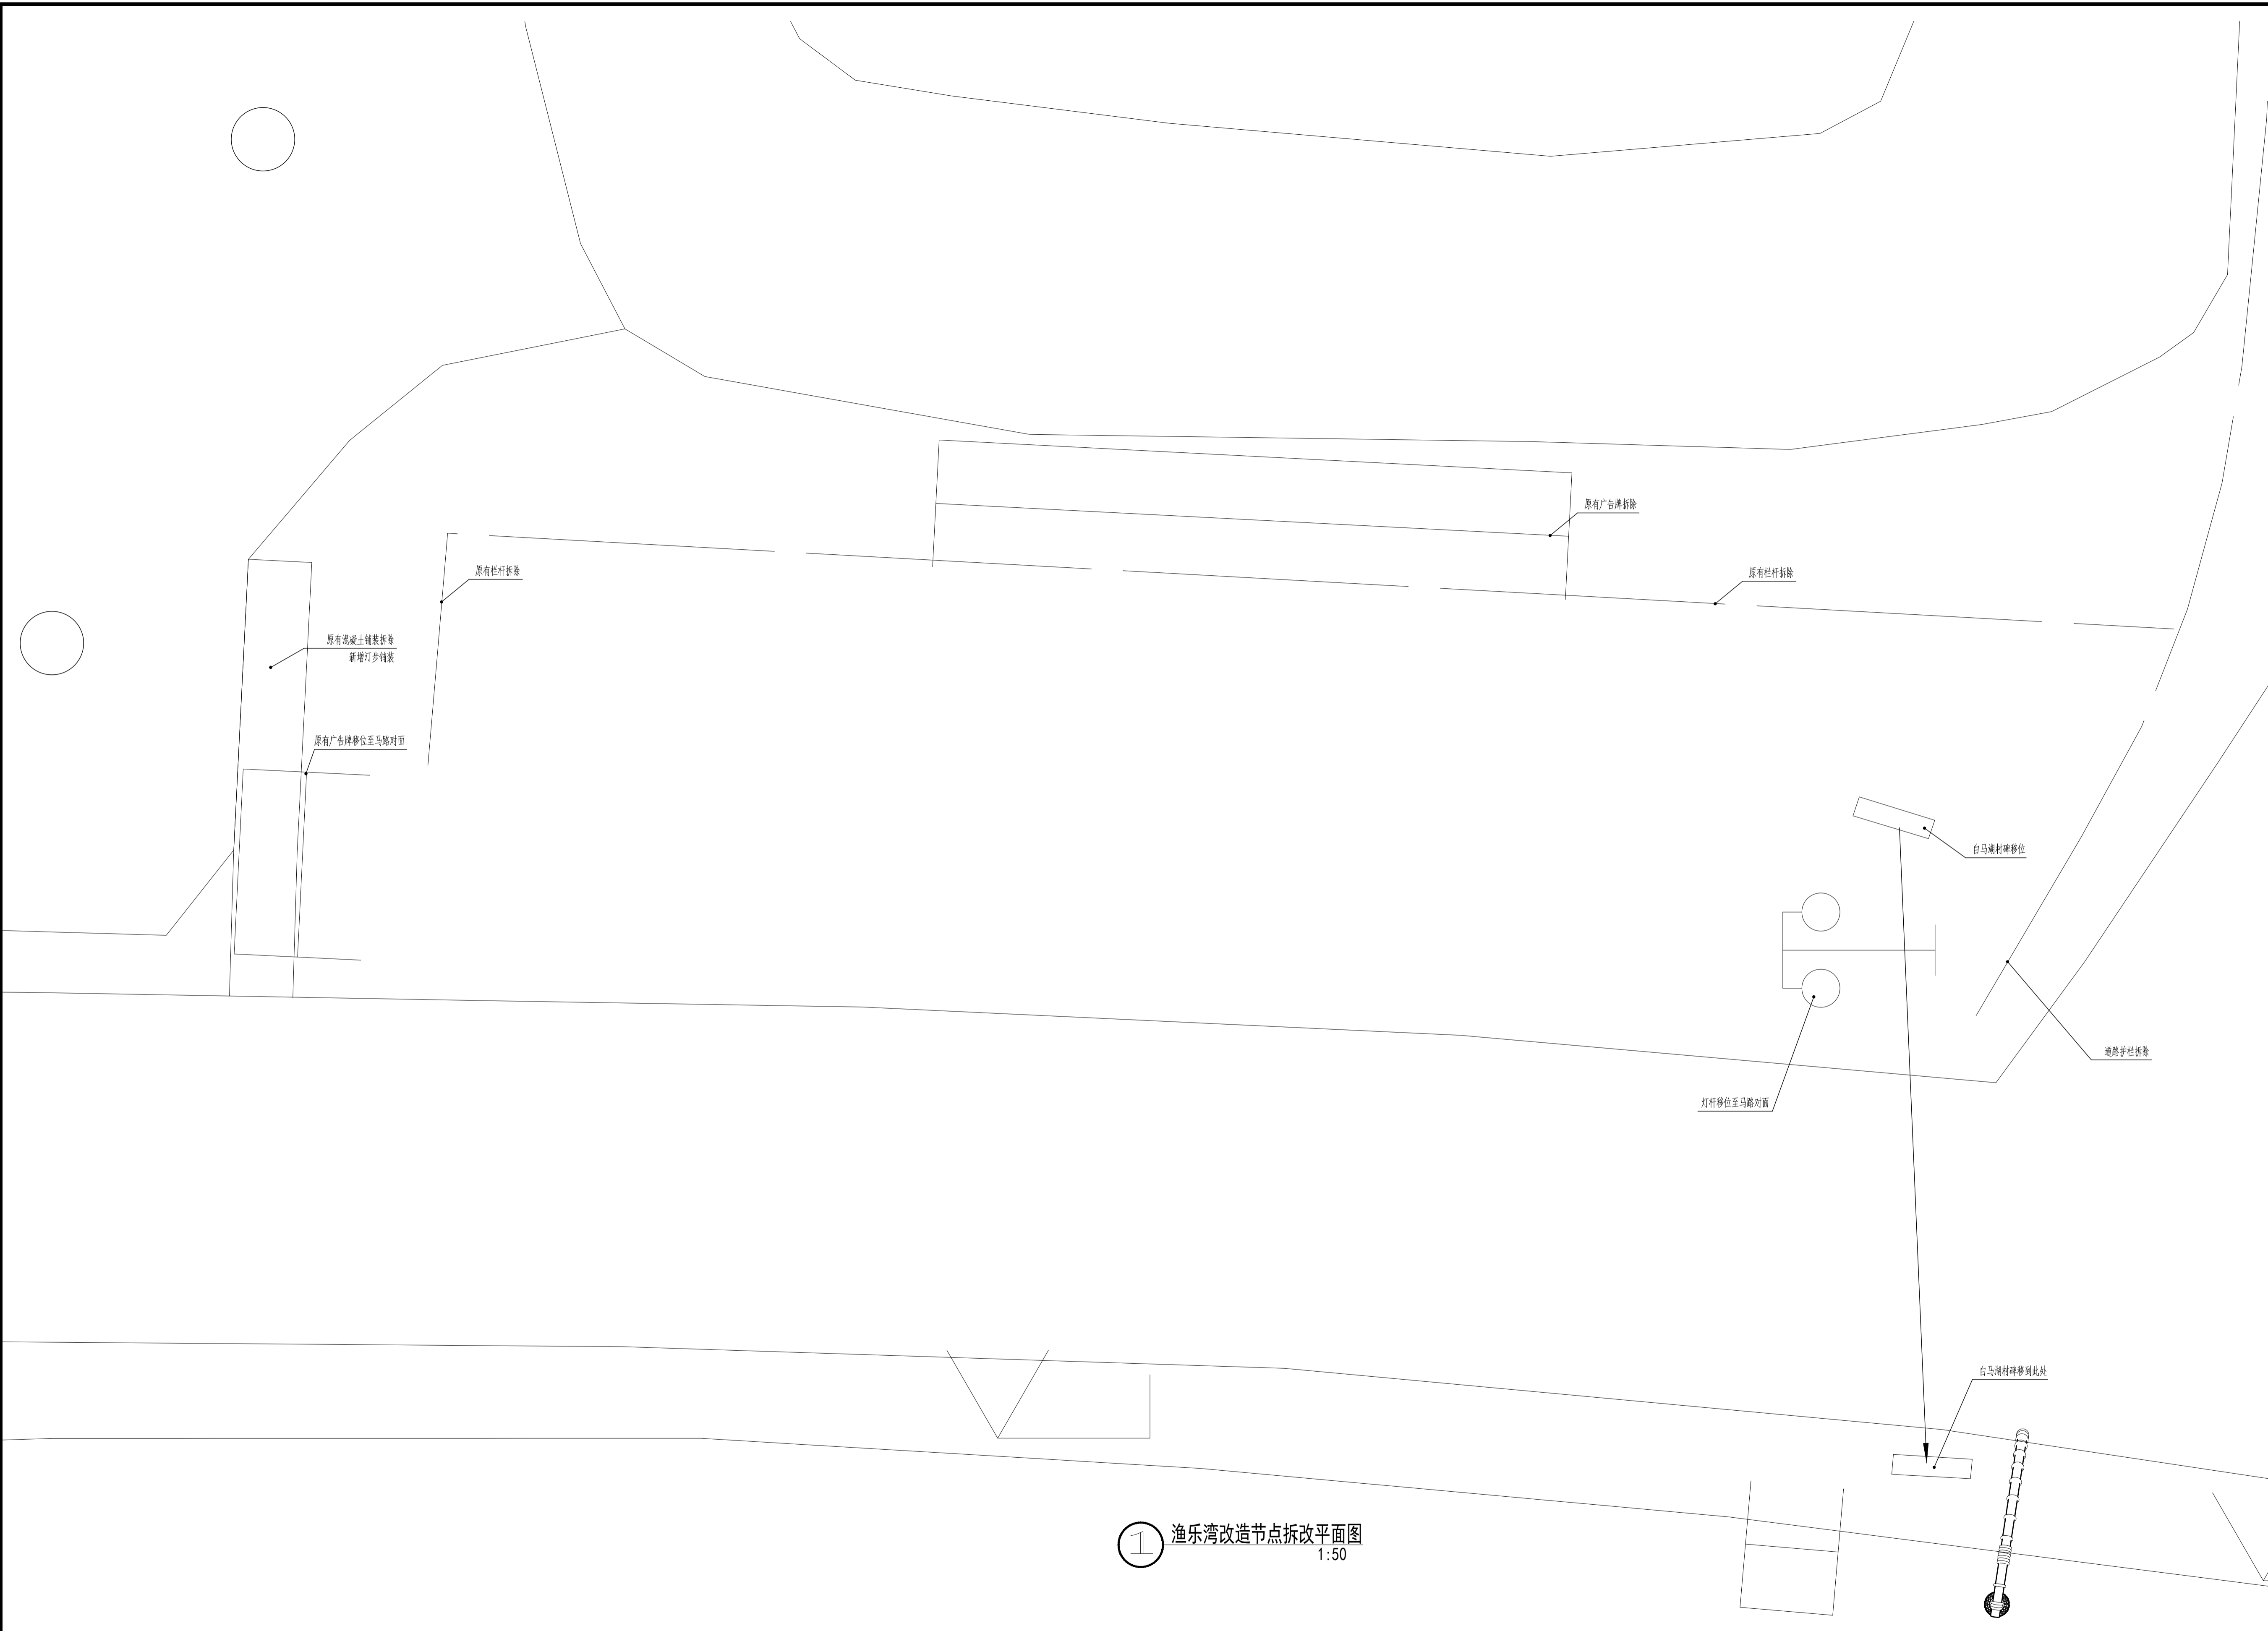 原有广告牌拆除
原有栏杆拆除
原有栏杆拆除
原有混凝土铺装拆除
新增汀步铺装
原有广告牌移位至马路对面
白马湖村碑移位
道路护栏拆除
灯杆移位至马路对面
白马湖村碑移到此处
1
渔乐湾改造节点拆改平面图
1:50